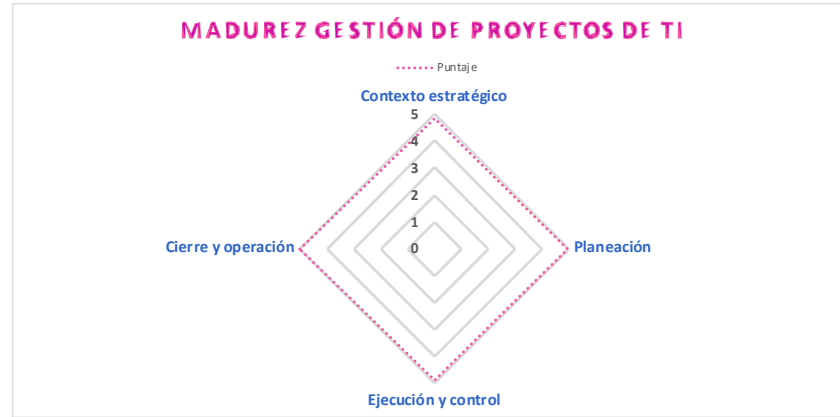 MADUREZ GESTIÓN DE PROYECTOS DE TI
Puntaje
Contexto estratégico
5
4
3
2
1
0
Cierre y operación
Planeación
Ejecución y control